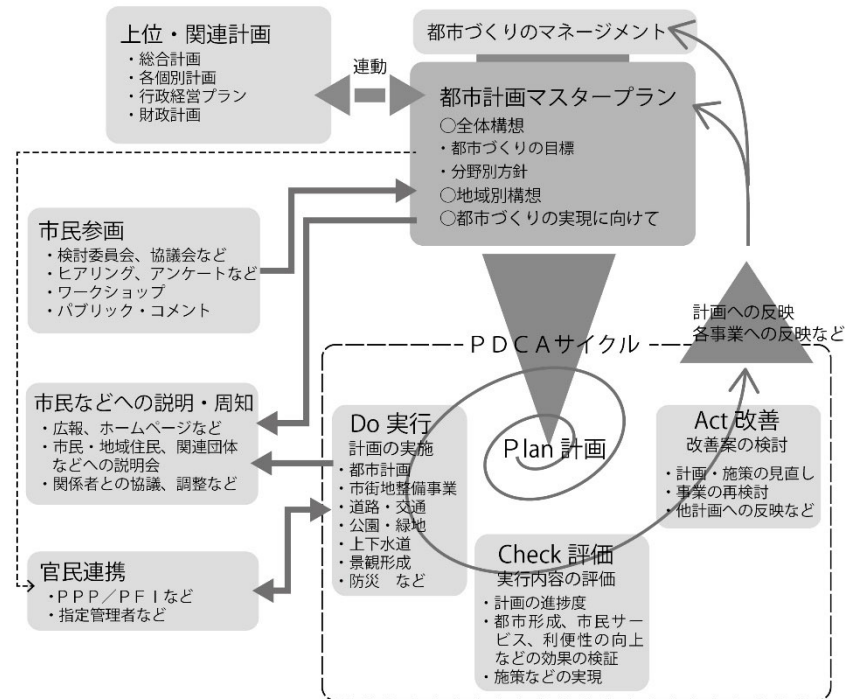 上位・関連計画
・総合計画
・各個別計画
・行政経営プラン
・財政計画
連動
都市づくりのマネージメント
都市計画マスタープラン
○全体構想
・都市づくりの目標
・分野別方針
○地域別構想
○都市づくりの実現に向けて
市民参画
・検討委員会、協議会など
・ヒアリング、アンケートなど
・ワークショップ
・パブリック・コメント
計画への反映
各事業への反映など
PDCAサイクル
市民などへの説明・周知
・広報、ホームページなど
・市民・地域住民、関連団体
などへの説明会
・関係者との協議、調整など
官民連携
・PPP/PFIなど
・指定管理者など
Do 実行
計画の実施
・都市計画
・市街地整備事業
・道路・交通
・公園・緑地
・上下水道
・景観形成
・防災 など
Plan 計画
Check 評価
実行内容の評価
・計画の進捗度
・都市形成、市民サー
ビス、利便性の向上
などの効果の検証
・施策などの実現
Act 改善
改善案の検討
・計画・施策の見直し
・事業の再検討
・他計画への反映など